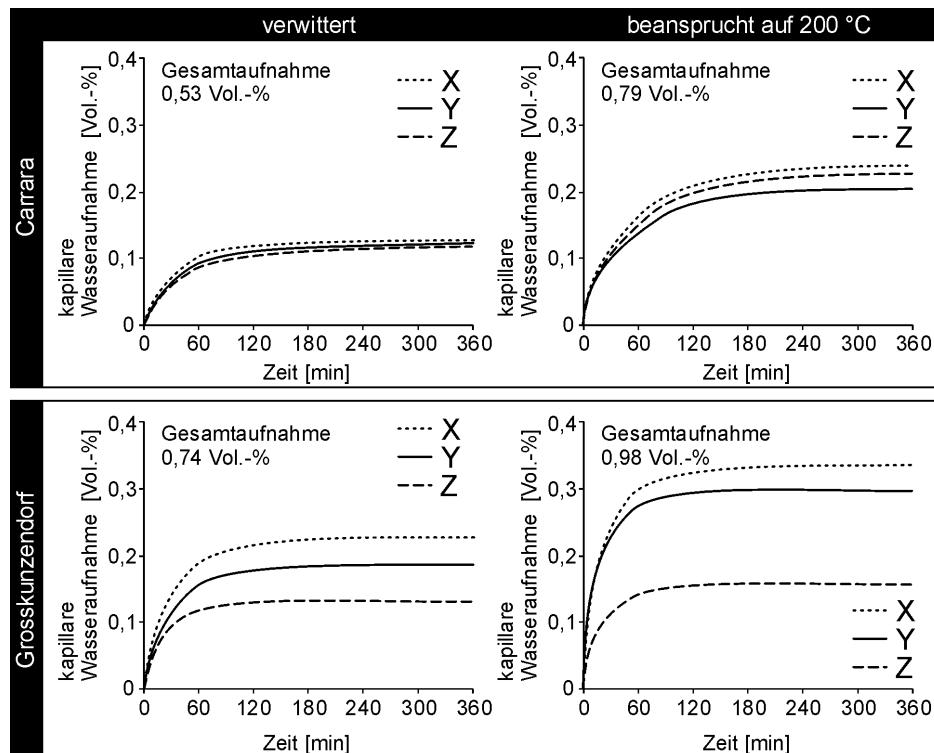 verwittert
beansprucht auf 200 °C
Carrara
kapillare
Wasseraufnahme [Vol.-%]
0,4
0,3
0,2
0,1
0
Gesamtaufnahme
0,53 Vol.-%
X
Y
Z
0 60 120 180 240 300 360
Zeit [min]
kapillare
Wasseraufnahme [Vol.-%]
0,4
0,3
0,2
0,1
0
Gesamtaufnahme
0,79 Vol.-%
X
Y
Z
0 60 120 180 240 300 360
Zeit [min]
Grosskunzendorf
kapillare
Wasseraufnahme [Vol.-%]
0,4
0,3
0,2
0,1
0
Gesamtaufnahme
0,74 Vol.-%
X
Y
Z
0 60 120 180 240 300 360
Zeit [min]
kapillare
Wasseraufnahme [Vol.-%]
0,4
0,3
0,2
0,1
0
Gesamtaufnahme
0,98 Vol.-%
X
Y
Z
0 60 120 180 240 300 360
Zeit [min]